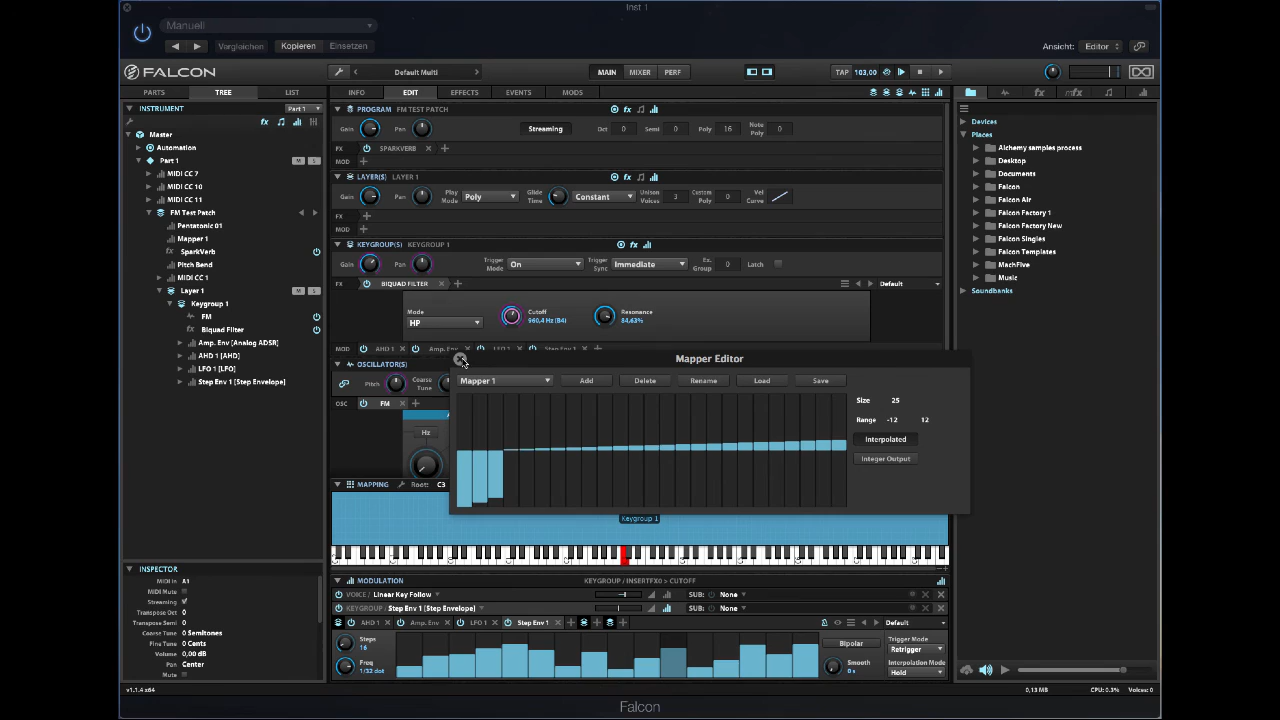 Inst 1
Manuell
Vergleichen Kopieren Einsetzen Ansicht: Editor
FALCON Default Multi MAIN MIXER PERF TAP 103,00
PARTS TREE LIST INFO EDIT EFFECTS EVENTS MODS
INSTRUMENT Part 1
Master
Automation
Part 1 M S
MIDI CC 7
MIDI CC 10
MIDI CC 11
FM Test Patch
Pentatonic 01
Mapper 1
SparkVerb
Pitch Bend
MIDI CC 1
Layer 1 M S
Keygroup 1
FM
Biquad Filter
Amp. Env [Analog ADSR]
AHD 1 [AHD]
LFO 1 [LFO]
Step Env 1 [Step Envelope]
INSPECTOR
MIDI In A1
MIDI Mute
Streaming
Transpose Oct 0
Transpose Semi 0
Coarse Tune 0 Semitones
Fine Tune 0 Cents
Volume 0,00 dB
Pan Center
Mute
v1.1.4 x64
PROGRAM FM TEST PATCH
Gain Pan Streaming Oct 0 Semi 0 Poly 16 Note Poly 0
FX SPARKVERB
MOD
LAYER(S) LAYER 1
Gain Pan Play Mode Poly Glide Time Constant Unison Voices 3 Custom Poly 0 Vel Curve
FX
MOD
KEYGROUP(S) KEYGROUP 1
Gain Pan Trigger Mode On Trigger Sync Immediate Ex. Group 0 Latch
FX BIQUAD FILTER Default
Mode HP Cutoff 960,4 Hz (B4) Resonance 84,63%
MOD AHD 1 Amp. Env LFO 1 Step Env 1
OSCILLATOR(S)
Pitch Coarse Tune
OSC FM
Hz
Mapper Editor
Mapper 1 Add Delete Rename Load Save
Size 25
Range -12 12
Interpolated
Integer Output
MAPPING Root: C3
Keygroup 1
MODULATION KEYGROUP / INSERTFX0 > CUTOFF
VOICE / Linear Key Follow SUB: None
KEYGROUP / Step Env 1 [Step Envelope] SUB: None
AHD 1 Amp. Env LFO 1 Step Env 1 Default
Steps 16
Freq 1/32 dot
Bipolar
Smooth 0 s
Trigger Mode
Retrigger
Interpolation Mode
Hold
Devices
Places
Alchemy samples process
Desktop
Documents
Falcon
Falcon Air
Falcon Factory 1
Falcon Factory New
Falcon Singles
Falcon Templates
MachFive
Music
Soundbanks
0,13 MB CPU: 0.3% Voices: 0
Falcon